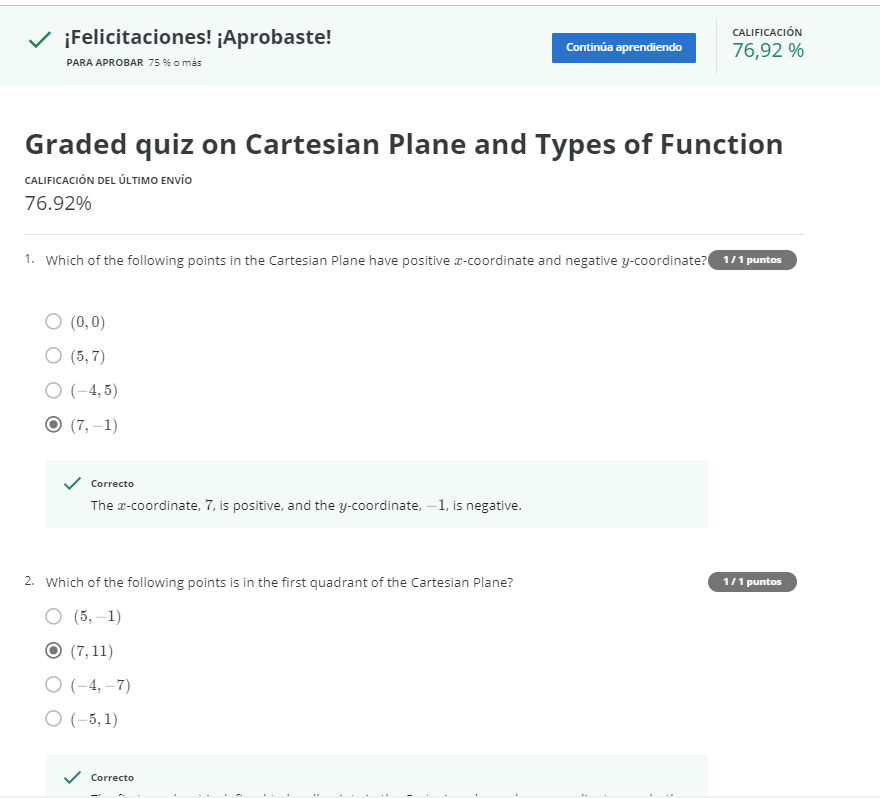 ¡Felicitaciones! ¡Aprobaste!
PARA APROBAR 75 % o más
Continúa aprendiendo
CALIFICACIÓN
76,92 %
Graded quiz on Cartesian Plane and Types of Function
CALIFICACIÓN DEL ÚLTIMO ENVÍO
76.92%
1. Which of the following points in the Cartesian Plane have positive x-coordinate and negative y-coordinate?
1 / 1 puntos
(0, 0)
(5, 7)
(−4, 5)
(7, −1)
Correcto
The x-coordinate, 7, is positive, and the y-coordinate, −1, is negative.
2. Which of the following points is in the first quadrant of the Cartesian Plane?
1 / 1 puntos
(5, −1)
(7, 11)
(−4, −7)
(−5, 1)
Correcto